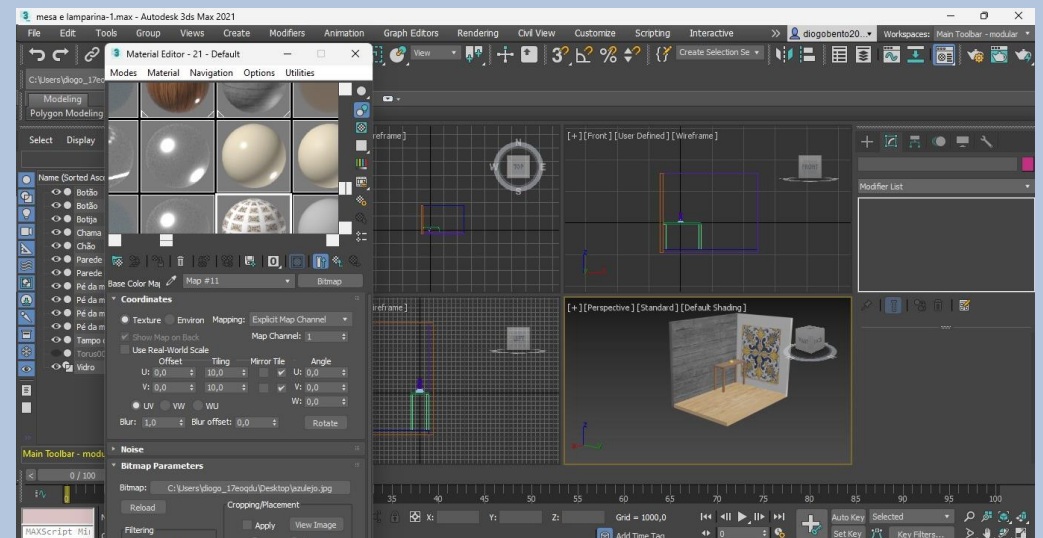 mesa e lamparina-1.max - Autodesk 3ds Max 2021
File Edit Tools Group Views Create Modifiers Animation Graph Editors Rendering Civil View Customize Scripting Interactive diogobento20... Workspaces: Main Toolbar - modular
Material Editor - 21 - Default
View
Create Selection Se
C:\Users\diogo_17eo
Modes Material Navigation Options Utilities
Modeling
Polygon Modeling
Select Display
reframe ]
[+] [Front ] [User Defined ] [Wireframe ]
N
W TOP E
S
FRONT
Name (Sorted Asc
Modifier List
Botão
Botão
Botija
Chama
Chão
Parede
Parede
Pé da m
Pé da m
Pé da m
Pé da m
Tampo
Torus00
Vidro
Base Color Map Map #11 Bitmap
Coordinates
ireframe ]
[+] [Perspective ] [Standard ] [Default Shading ]
Texture Environ Mapping: Explicit Map Channel
Show Map on Back Map Channel: 1
Use Real-World Scale
Offset Tiling Mirror Tile Angle
U: 0,0 10,0 U: 0,0
V: 0,0 10,0 V: 0,0
UV VW WU W: 0,0
Blur: 1,0 Blur offset: 0,0 Rotate
Noise
Main Toolbar - modu
Bitmap Parameters
0 / 100
Bitmap: C:\Users\diogo_17eoqdu\Desktop\azulejo.jpg
0 35 40 45 50 55 60 65 70 75 80 85 90 95 100
Reload Cropping/Placement
Apply View Image
Filtering
MAXScript Mi
X: Y: Z: Grid = 1000,0
Auto Key Selected
Add Time Tag
0
Set Key Key Filters...